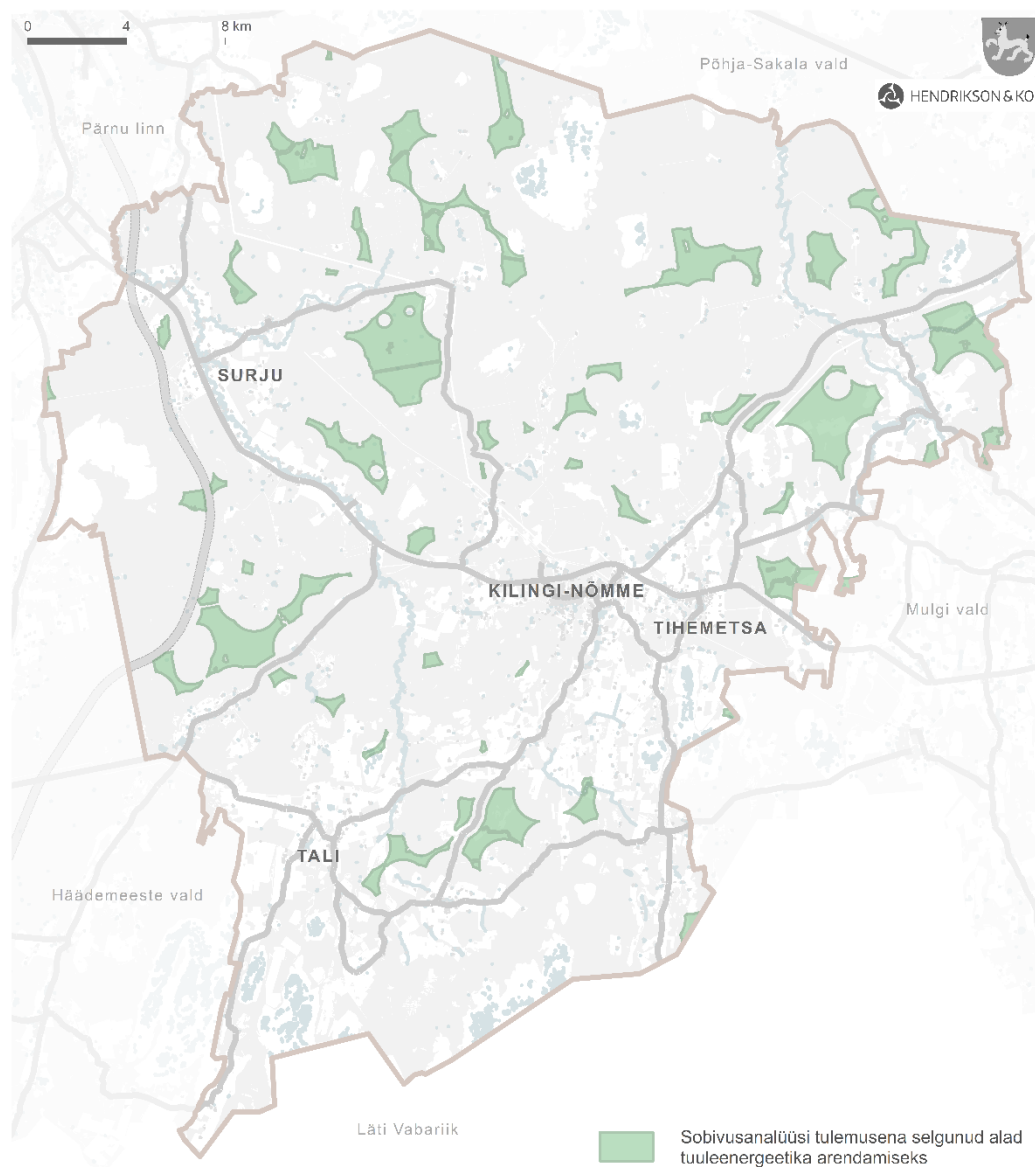 0 4 8 km
Põhja-Sakala vald
HENDRIKSON & KO
Pärnu linn
SURJU
KILINGI-NÕMME
Mulgi vald
TIHEMETSA
TALI
Häädemeeste vald
Läti Vabariik
Sobivusanalüüsi tulemusena selgunud alad
tuuleenergeetika arendamiseks